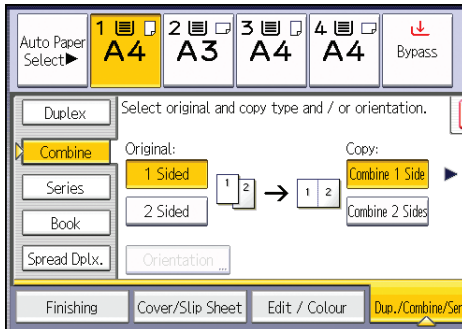 Auto Paper
Select▶
1
A4
2
A3
3
A4
4
A4
Bypass
Duplex
Combine
Series
Book
Spread Dplx.
Select original and copy type and / or orientation.
Original:
1 Sided
2 Sided
Orientation
1
2
1 2
Copy:
Combine 1 Side
Combine 2 Sides
Finishing
Cover/Slip Sheet
Edit / Colour
Dup./Combine/Ser